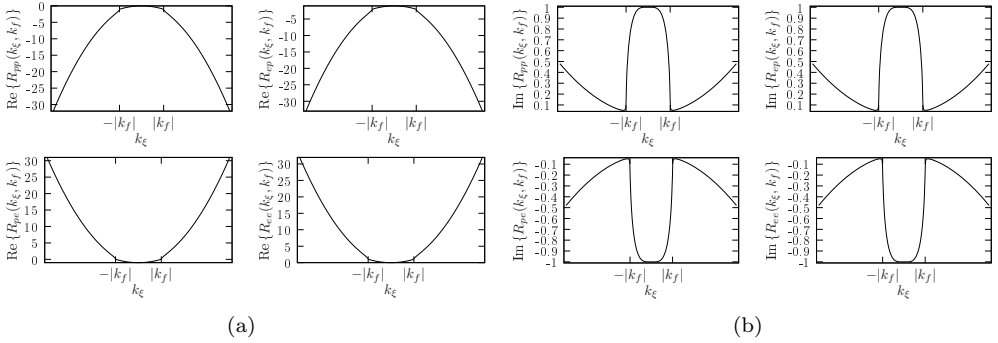 Re {R_pp(k_ξ, k_f)}
0
-5
-10
-15
-20
-25
-30
−|k_f| |k_f|
k_ξ
Re {R_ep(k_ξ, k_f)}
-5
-10
-15
-20
-25
-30
−|k_f| |k_f|
k_ξ
Im {R_pp(k_ξ, k_f)}
1
0.9
0.8
0.7
0.6
0.5
0.4
0.3
0.2
0.1
−|k_f| |k_f|
k_ξ
Im {R_ep(k_ξ, k_f)}
1
0.9
0.8
0.7
0.6
0.5
0.4
0.3
0.2
0.1
−|k_f| |k_f|
k_ξ
Re {R_pe(k_ξ, k_f)}
30
25
20
15
10
5
0
−|k_f| |k_f|
k_ξ
Re {R_ee(k_ξ, k_f)}
30
25
20
15
10
5
0
−|k_f| |k_f|
k_ξ
Im {R_pe(k_ξ, k_f)}
-0.1
-0.2
-0.3
-0.4
-0.5
-0.6
-0.7
-0.8
-0.9
-1
−|k_f| |k_f|
k_ξ
Im {R_ee(k_ξ, k_f)}
-0.1
-0.2
-0.3
-0.4
-0.5
-0.6
-0.7
-0.8
-0.9
-1
−|k_f| |k_f|
k_ξ
(a)
(b)